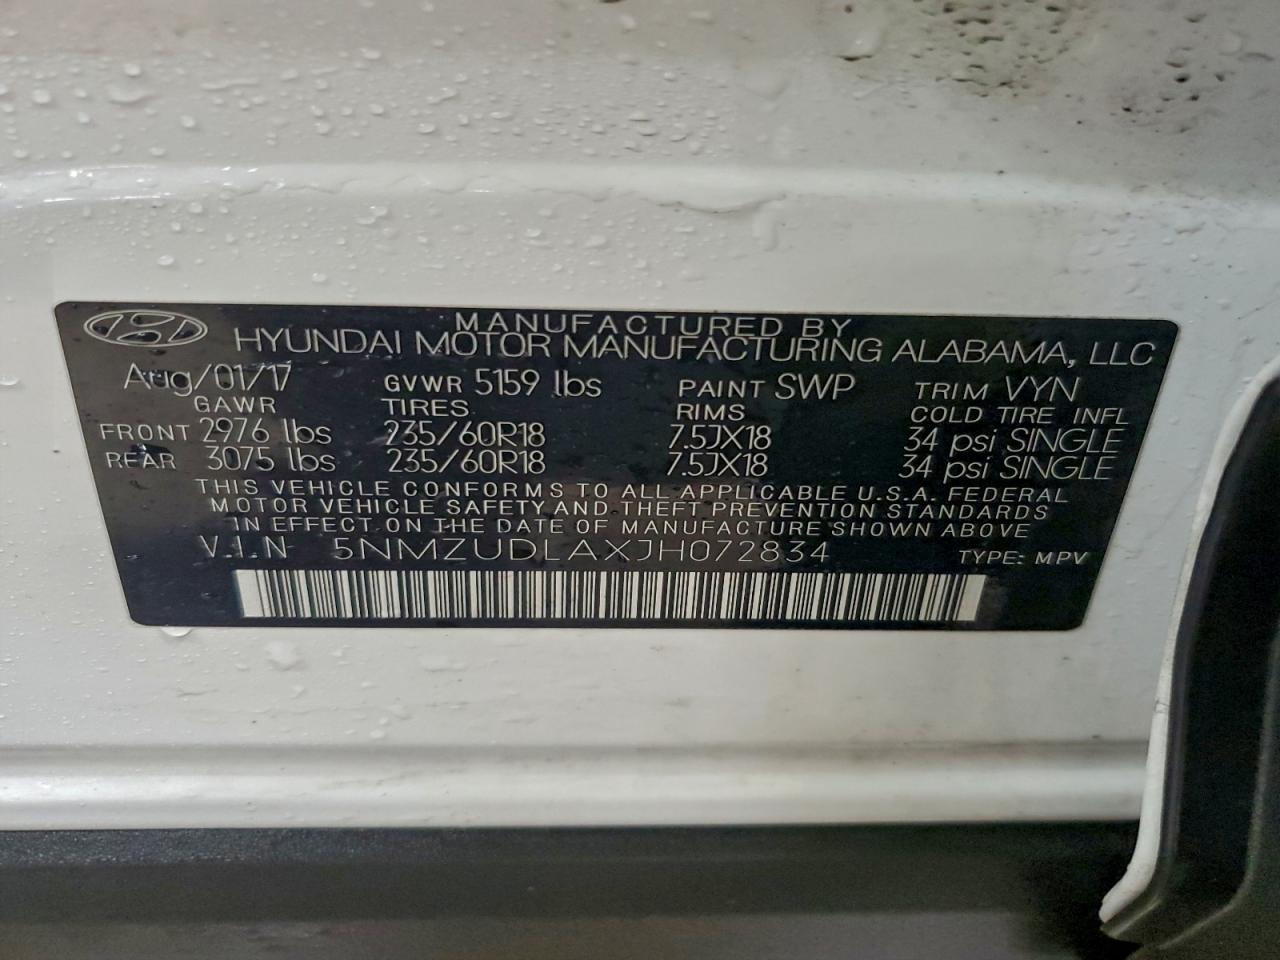 MANUFACTURED BY
HYUNDAI MOTOR MANUFACTURING ALABAMA, LLC
Aug/01/17 GVWR 5159 lbs PAINT SWP TRIM VYN
GAWR TIRES RIMS COLD TIRE INFL
FRONT 2976 lbs 235/60R18 7.5JX18 34 psi SINGLE
REAR 3075 lbs 235/60R18 7.5JX18 34 psi SINGLE
THIS VEHICLE CONFORMS TO ALL APPLICABLE U.S.A. FEDERAL
MOTOR VEHICLE SAFETY AND THEFT PREVENTION STANDARDS
IN EFFECT ON THE DATE OF MANUFACTURE SHOWN ABOVE
V.I.N 5NMZUDLAXJH072834 TYPE: MPV